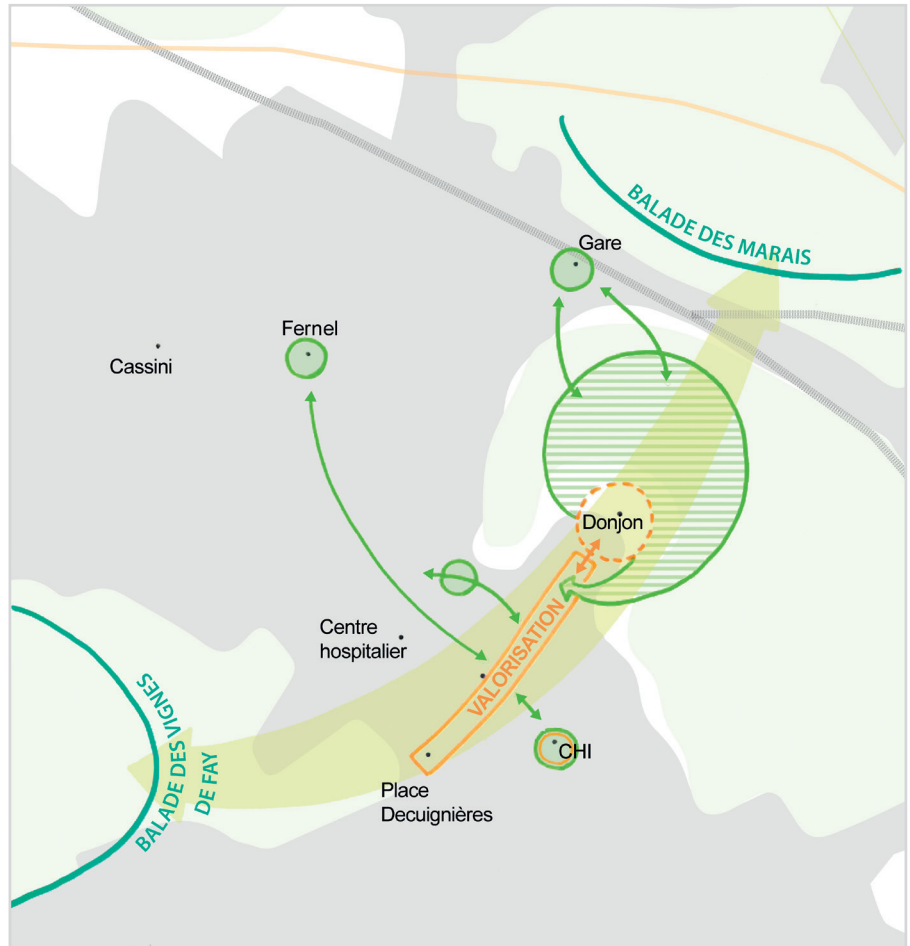 BALADE DES MARAIS
Gare
Fernel
Cassini
Donjon
VALORISATION
Centre
hospitalier
CHI
Place
Decuignières
BALADE DES VIGNES
DE FAY